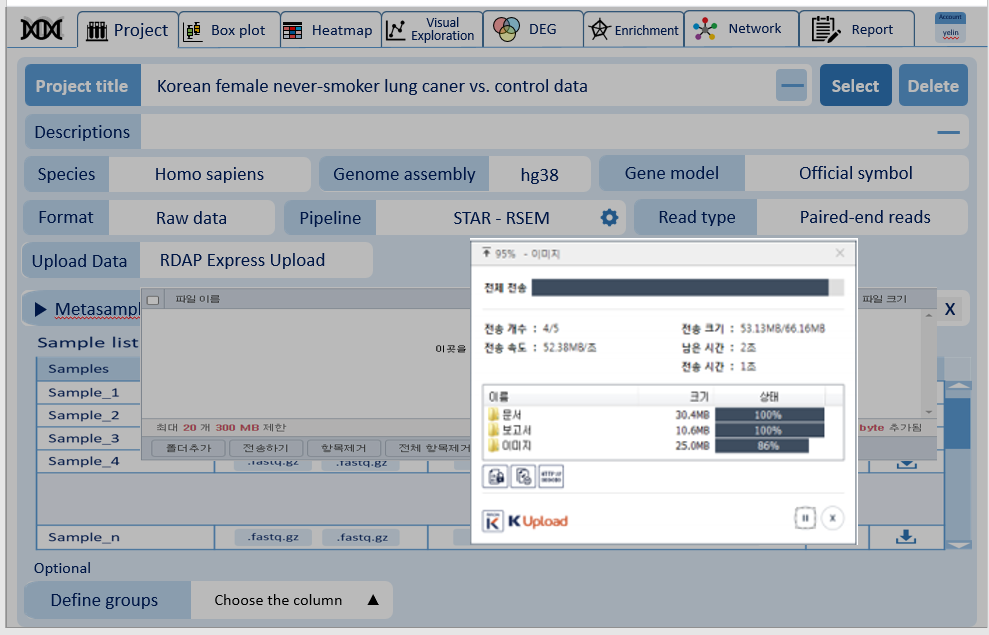 Project
Box plot
Heatmap
Visual Exploration
DEG
Enrichment
Network
Report
Account
yelin
Project title
Korean female never-smoker lung caner vs. control data
Select
Delete
Descriptions
Species
Homo sapiens
Genome assembly
hg38
Gene model
Official symbol
Format
Raw data
Pipeline
STAR - RSEM
Read type
Paired-end reads
Upload Data
RDAP Express Upload
95% - 이미지
전체 전송
전송 개수 : 4/5
전송 크기 : 53.13MB/66.16MB
전송 속도 : 52.38MB/초
남은 시간 : 2초
전송 시간 : 1초
이름 크기 상태
문서 30.4MB 100%
보고서 10.6MB 100%
이미지 25.0MB 86%
K Upload
x
Metasampl
파일 이름
파일 크기
X
이곳을
최대 20 개 300 MB 제한
byte 추가됨
폴더추가
전송하기
항목제거
전체 항목제거
Sample list
Samples
Sample_1
Sample_2
Sample_3
Sample_4
.fastq.gz
.fastq.gz
Sample_n
.fastq.gz
.fastq.gz
Optional
Define groups
Choose the column ▲